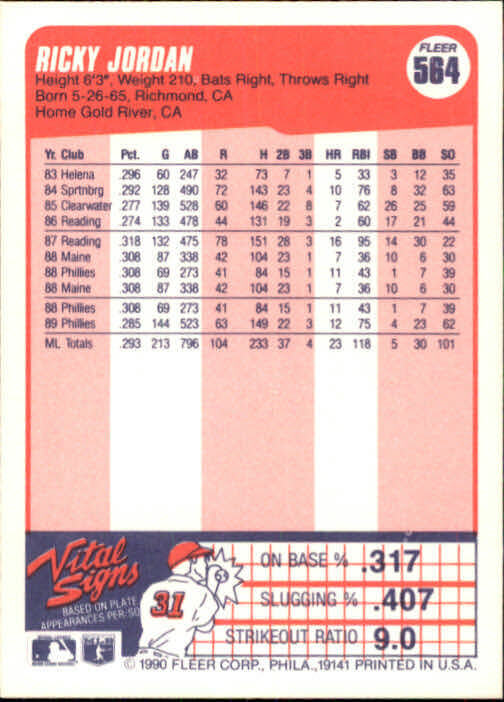 RICKY JORDAN
FLEER
564
Height 6'3", Weight 210, Bats Right, Throws Right
Born 5-26-65, Richmond, CA
Home Gold River, CA
Yr. Club Pct. G AB R H 2B 3B HR RBI SB BB SO
83 Helena .296 60 247 32 73 7 1 5 33 3 12 35
84 Sprtnbrg .292 128 490 72 143 23 4 10 76 8 32 63
85 Clearwater .277 139 528 60 146 22 8 7 62 26 25 59
86 Reading .274 133 478 44 131 19 3 2 60 17 21 44
87 Reading .318 132 475 78 151 28 3 16 95 14 30 22
88 Maine .308 87 338 42 104 23 1 7 36 10 6 30
88 Phillies .308 69 273 41 84 15 1 11 43 1 7 39
88 Maine .308 87 338 42 104 23 1 7 36 10 6 30
88 Phillies .308 69 273 41 84 15 1 11 43 1 7 39
89 Phillies .285 144 523 63 149 22 3 12 75 4 23 62
ML Totals .293 213 796 104 233 37 4 23 118 5 30 101
Vital Signs
BASED ON PLATE
APPEARANCES PER/SO
31
ON BASE % .317
SLUGGING % .407
STRIKEOUT RATIO 9.0
© 1990 FLEER CORP., PHILA., 19141 PRINTED IN U.S.A.